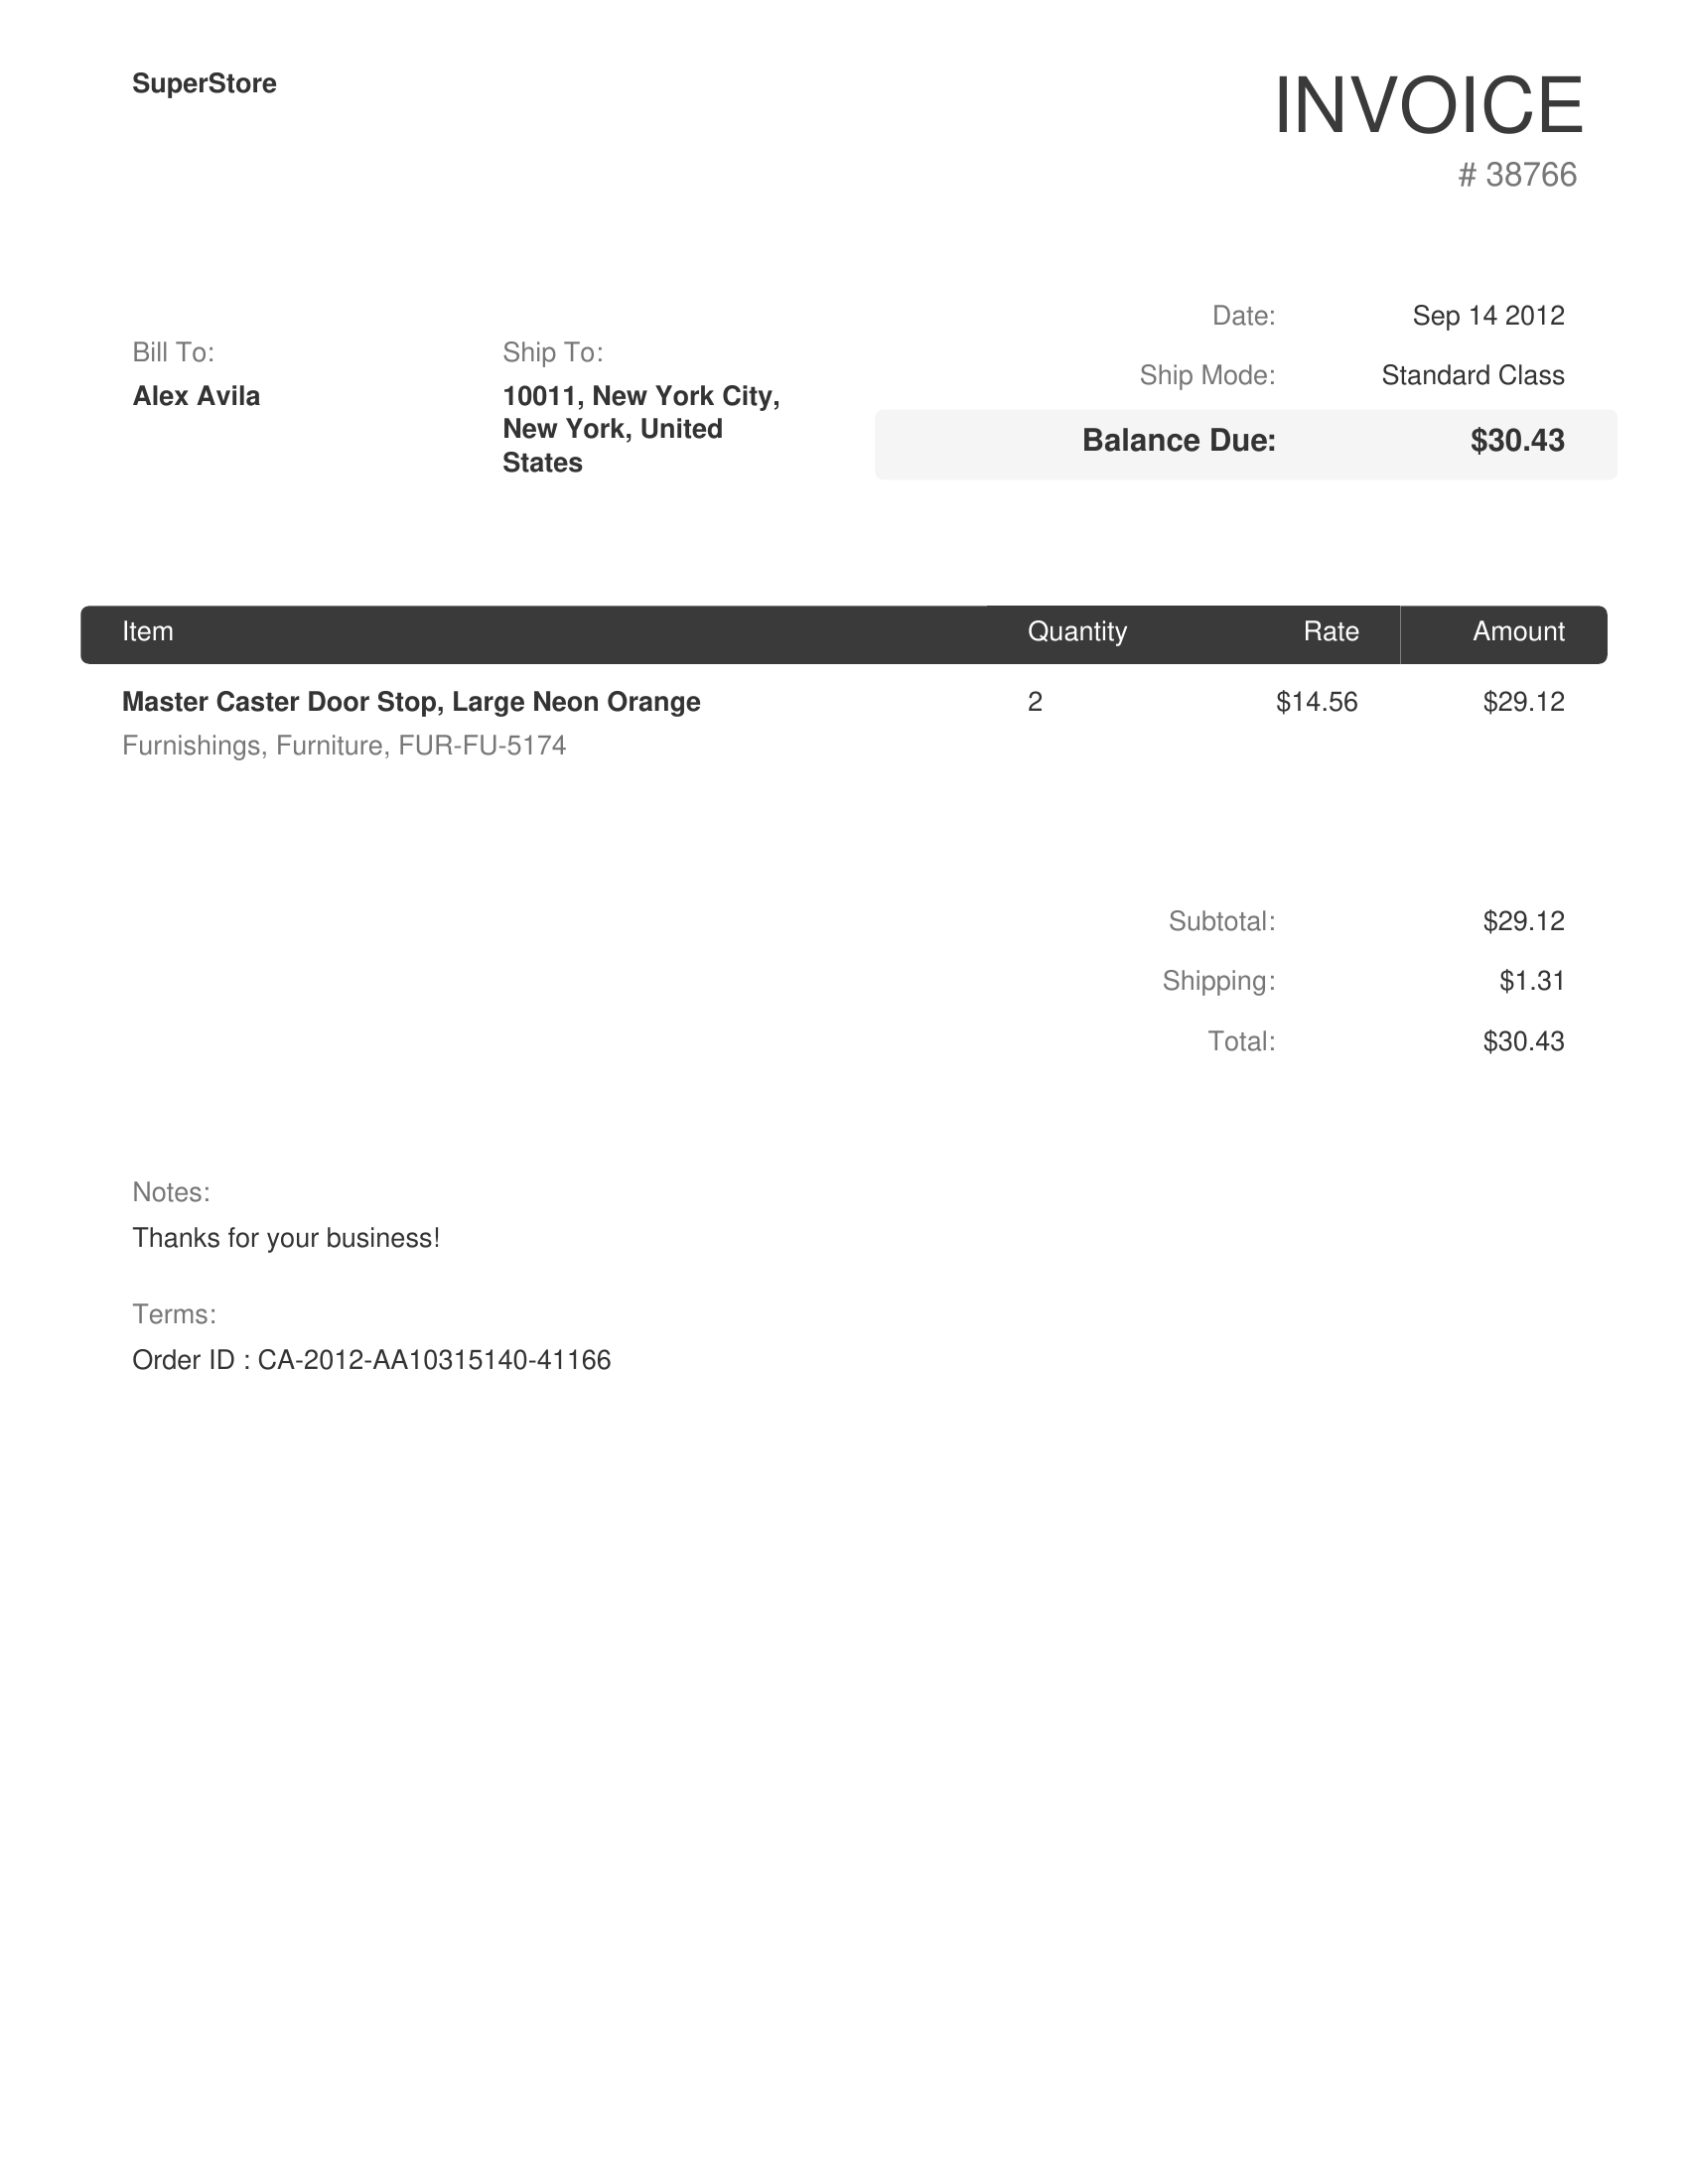 SuperStore
INVOICE
# 38766
Date: Sep 14 2012
Ship Mode: Standard Class
Balance Due: $30.43
Bill To:
Alex Avila
Ship To:
10011, New York City,
New York, United
States
Item Quantity Rate Amount
Master Caster Door Stop, Large Neon Orange 2 $14.56 $29.12
Furnishings, Furniture, FUR-FU-5174
Subtotal: $29.12
Shipping: $1.31
Total: $30.43
Notes:
Thanks for your business!
Terms:
Order ID : CA-2012-AA10315140-41166